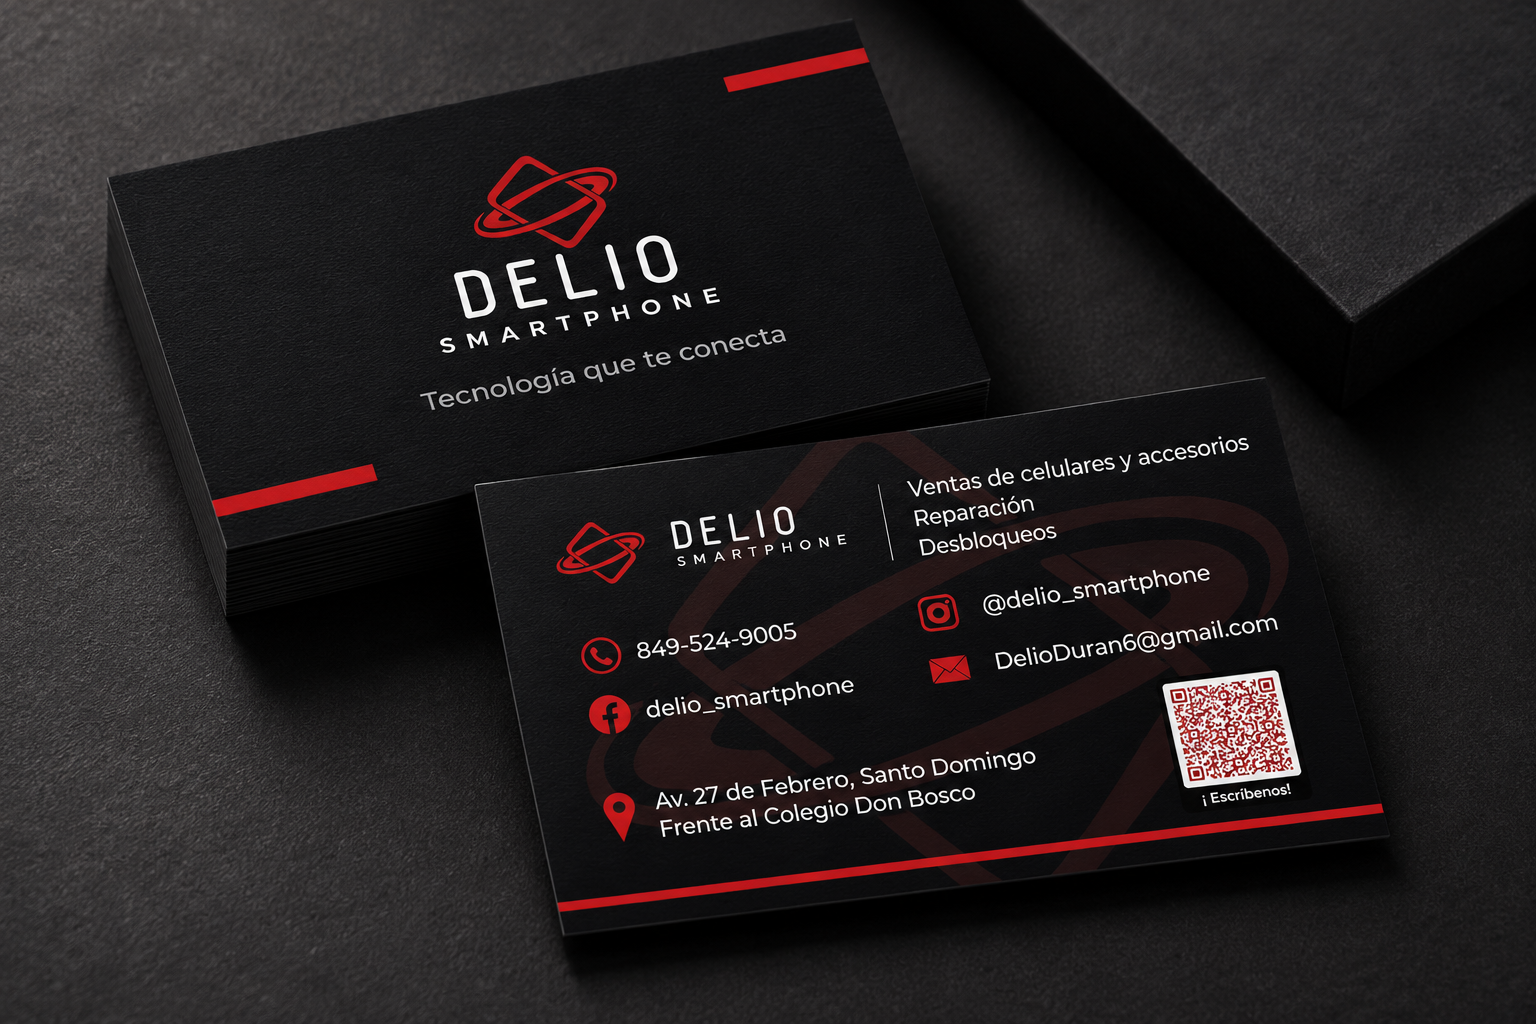 DELIO
SMARTPHONE
Tecnología que te conecta
DELIO
SMARTPHONE
Ventas de celulares y accesorios
Reparación
Desbloqueos
849-524-9005
@delio_smartphone
delio_smartphone
DelioDuran6@gmail.com
Av. 27 de Febrero, Santo Domingo
Frente al Colegio Don Bosco
¡ Escríbenos!